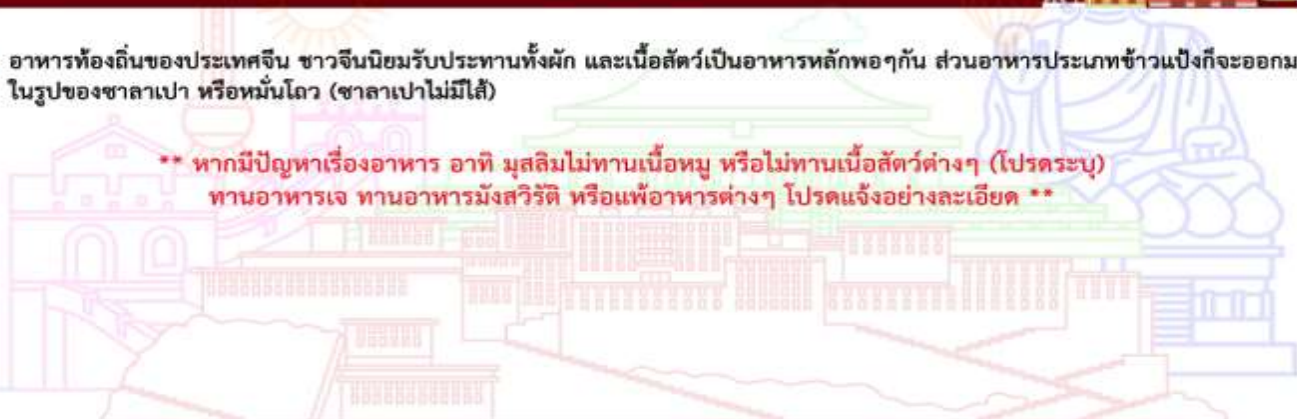 อาหารท้องถิ่นของประเทศจีน ชาวจีนนิยมรับประทานทั้งผัก และเนื้อสัตว์เป็นอาหารหลักพอๆกัน ส่วนอาหารประเภทข้าวแป้งก็จะออกม
ในรูปของซาลาเปา หรือหมั่นโถว (ซาลาเปาไม่มีไส้)
** หากมีปัญหาเรื่องอาหาร อาทิ มุสลิมไม่ทานเนื้อหมู หรือไม่ทานเนื้อสัตว์ต่างๆ (โปรดระบุ)
ทานอาหารเจ ทานอาหารมังสวิรัติ หรือแพ้อาหารต่างๆ โปรดแจ้งอย่างละเอียด **